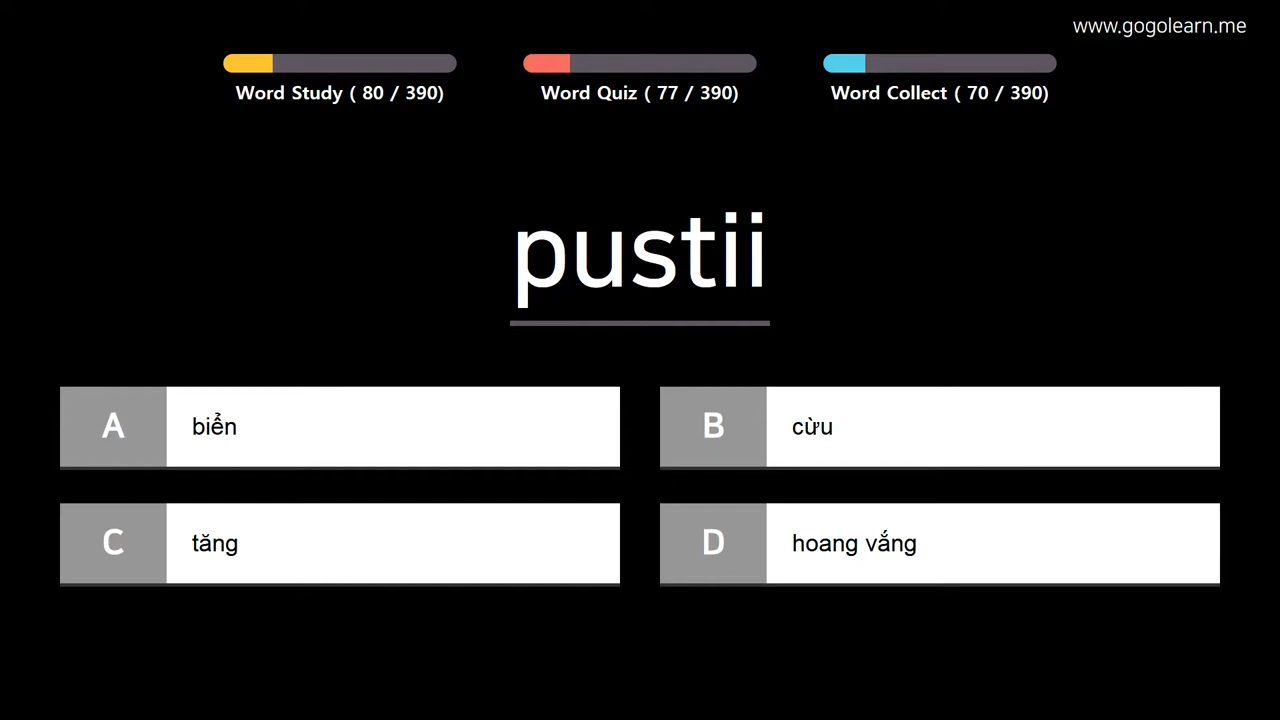 www.gogolearn.me
Word Study ( 80 / 390)
Word Quiz ( 77 / 390)
Word Collect ( 70 / 390)
pustii
A biển
B cừu
C tăng
D hoang vắng